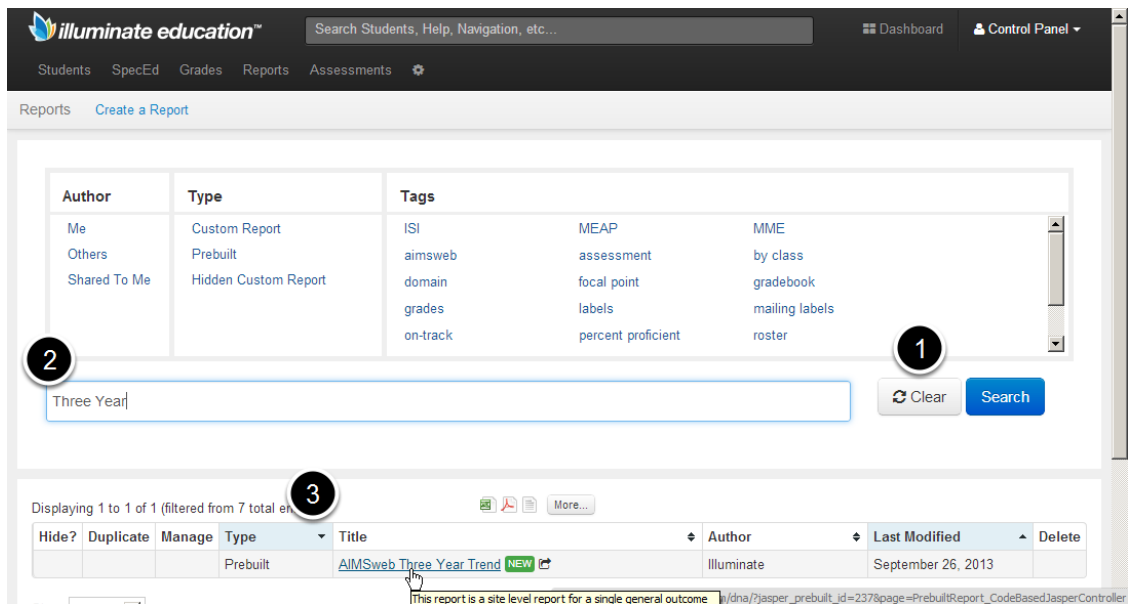 illuminate education™ Search Students, Help, Navigation, etc... Dashboard Control Panel
Students SpecEd Grades Reports Assessments
Reports Create a Report
Author Type Tags
Me Custom Report ISI MEAP MME
Others Prebuilt aimsweb assessment by class
Shared To Me Hidden Custom Report domain focal point gradebook
grades labels mailing labels
on-track percent proficient roster
2 1
Three Year Clear Search
3
Displaying 1 to 1 of 1 (filtered from 7 total en More...
Hide? Duplicate Manage Type Title Author Last Modified Delete
Prebuilt AIMSweb Three Year Trend NEW Illuminate September 26, 2013
This report is a site level report for a single general outcome /dna/?jasper_prebuilt_id=237&page=PrebuiltReport_CodeBasedJasperController